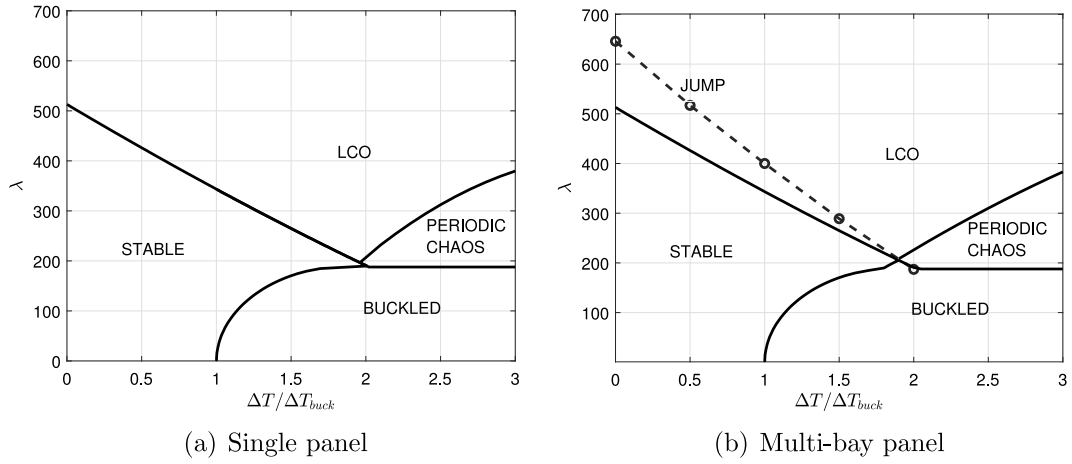 700
600
500
400
300
200
100
0
λ
LCO
STABLE
PERIODIC
CHAOS
BUCKLED
0 0.5 1 1.5 2 2.5 3
ΔT/ΔT_buck
(a) Single panel
700
600
500
400
300
200
100
λ
JUMP
LCO
STABLE
PERIODIC
CHAOS
BUCKLED
0 0.5 1 1.5 2 2.5 3
ΔT/ΔT_buck
(b) Multi-bay panel